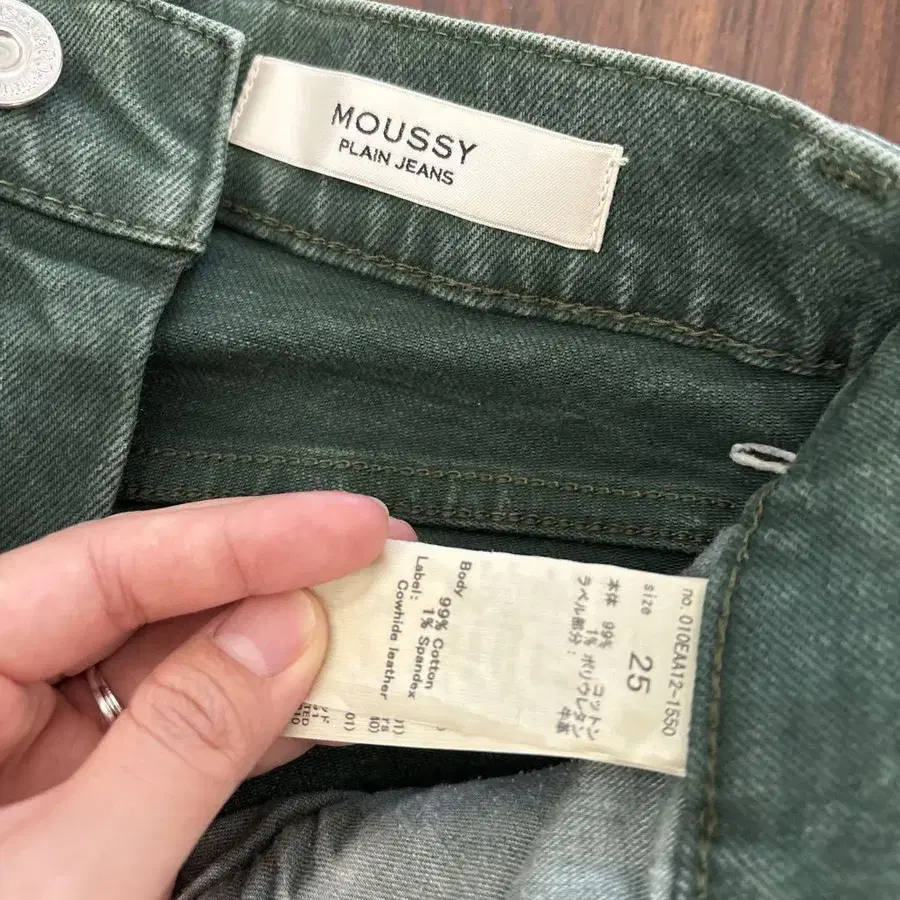 MOUSSY
PLAIN JEANS
no. 010EAA12-1550
size 25
本体 99% コットン
1% ポリウレタン
ラベル部分: 牛革
Body 99% Cotton
1% Spandex
Label: Cowhide leather